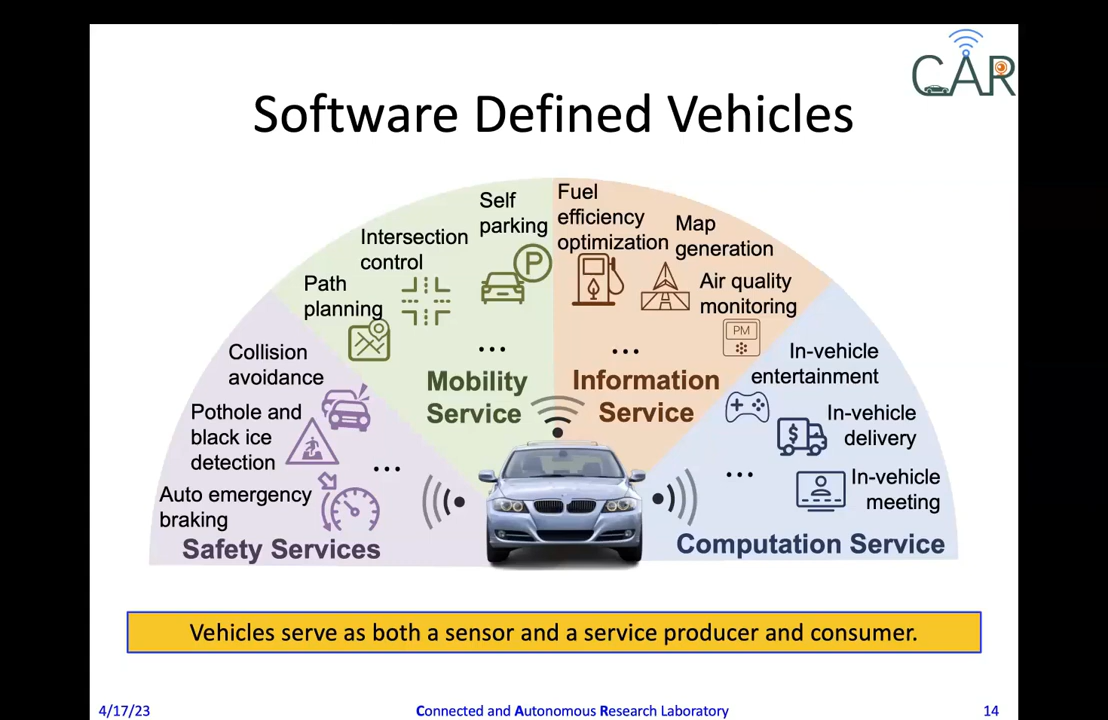 CAR
Software Defined Vehicles
Self
parking
Fuel
efficiency
optimization
Intersection
control
Map
generation
Path
planning
P
Air quality
monitoring
PM
Collision
avoidance
...
Mobility
Service
...
Information
Service
In-vehicle
entertainment
Pothole and
black ice
detection
...
In-vehicle
delivery
$
Auto emergency
braking
...
In-vehicle
meeting
Safety Services
Computation Service
Vehicles serve as both a sensor and a service producer and consumer.
4/17/23
Connected and Autonomous Research Laboratory
14